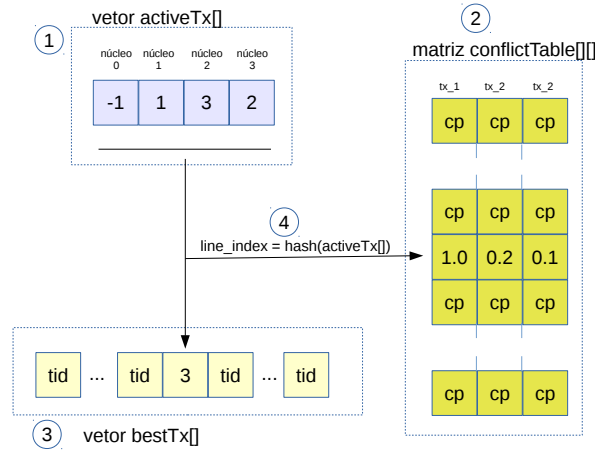 vetor activeTx[]
1
núcleo 0
núcleo 1
núcleo 2
núcleo 3
-1 1 3 2
2
matriz conflictTable[][]
tx_1 tx_2 tx_2
cp cp cp
cp cp cp
1.0 0.2 0.1
cp cp cp
cp cp cp
4
line_index = hash(activeTx[])
tid ... tid 3 tid ... tid
3 vetor bestTx[]